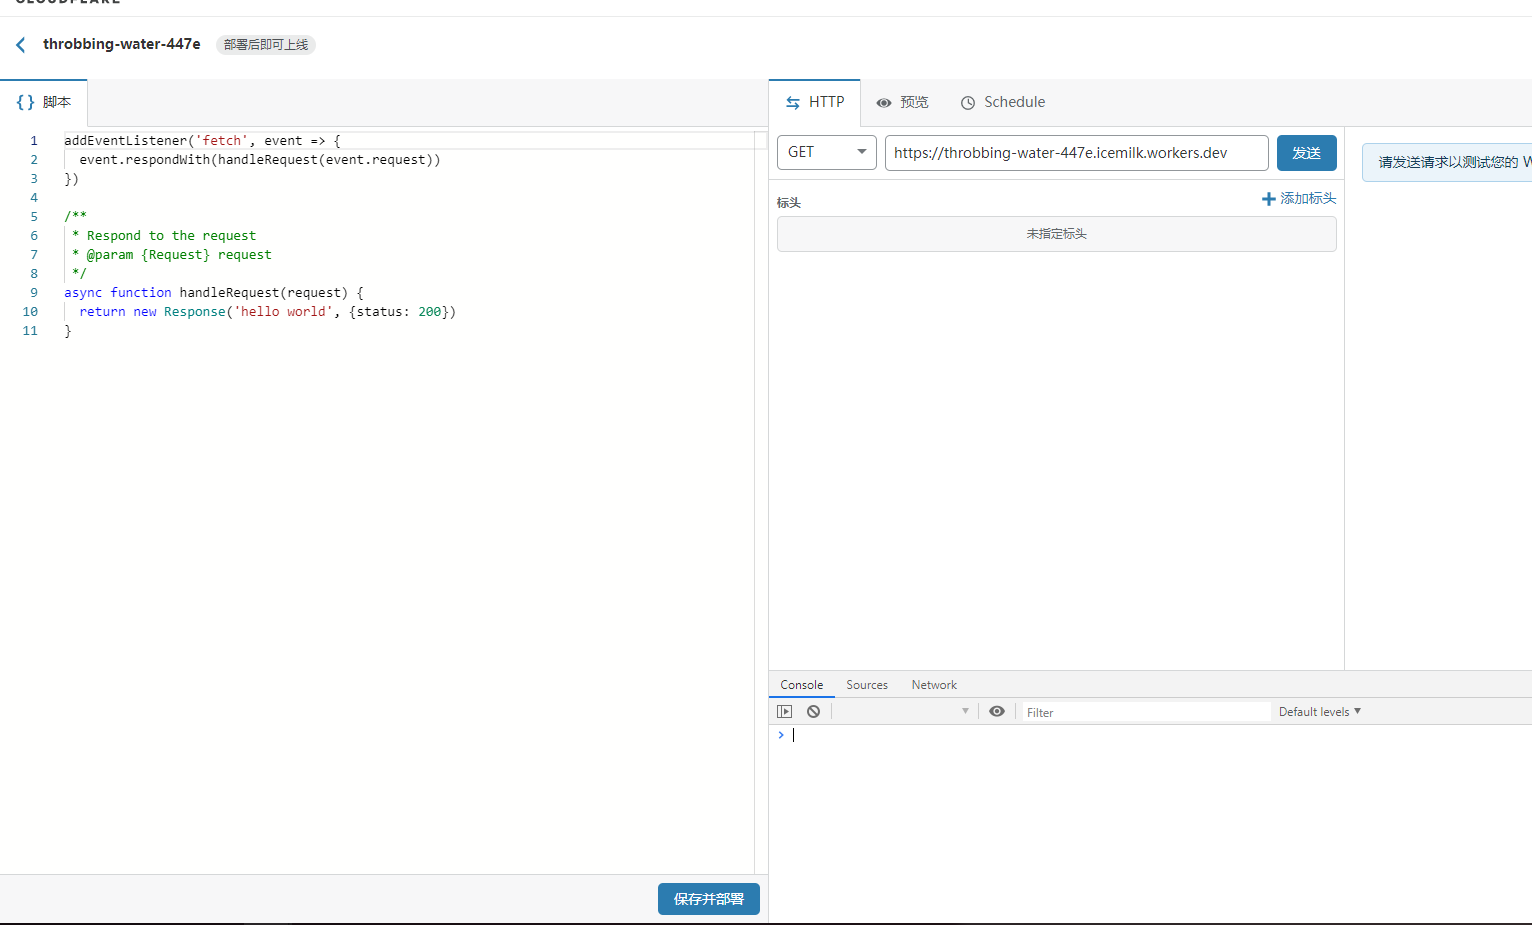 CLOUDFLARE
throbbing-water-447e 部署后即可上线
{} 脚本
1 addEventListener('fetch', event => {
2 event.respondWith(handleRequest(event.request))
3 })
4
5 /**
6 * Respond to the request
7 * @param {Request} request
8 */
9 async function handleRequest(request) {
10 return new Response('hello world', {status: 200})
11 }
保存并部署
HTTP 预览 Schedule
GET https://throbbing-water-447e.icemilk.workers.dev 发送
标头 添加标头
未指定标头
请发送请求以测试您的 W
Console Sources Network
Filter Default levels ▼
>